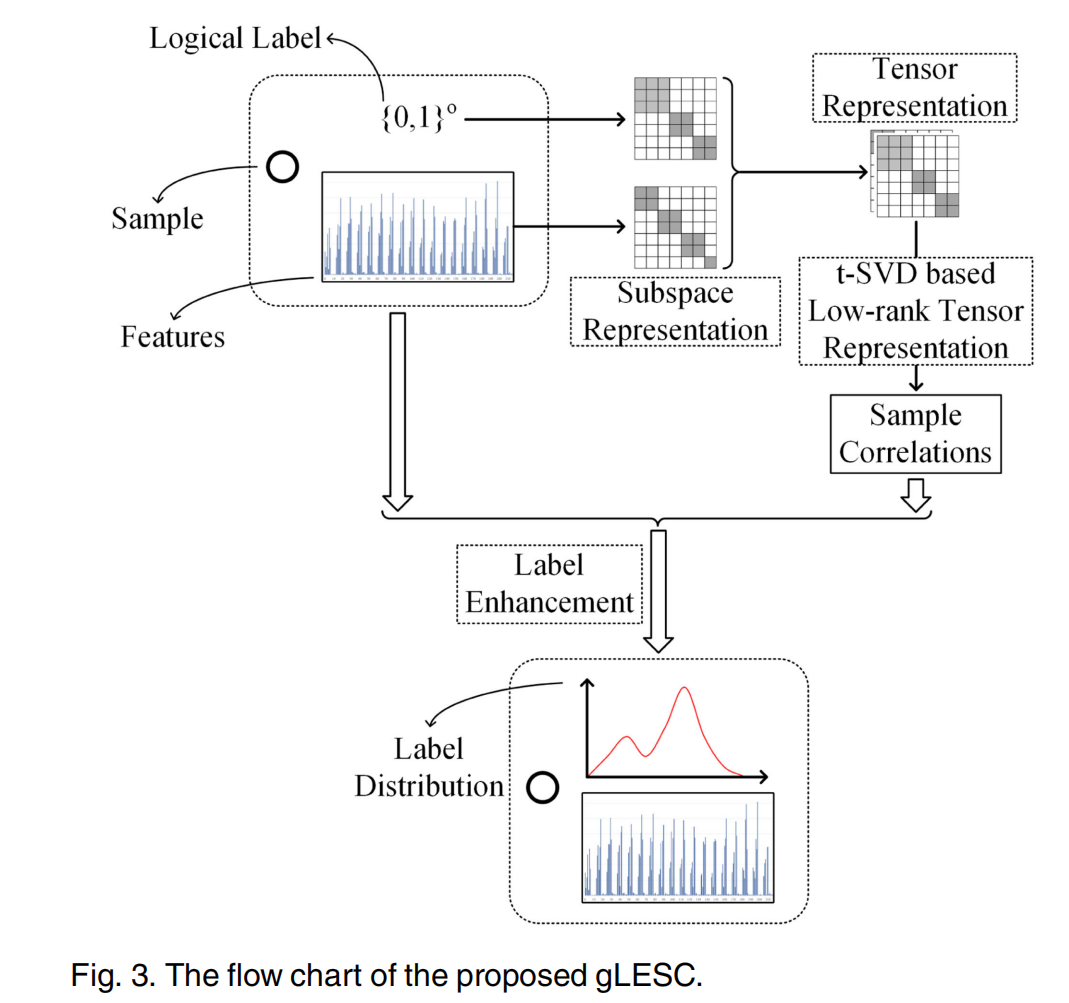 Logical Label
{0,1}°
Sample
Features
Subspace
Representation
Tensor
Representation
t-SVD based
Low-rank Tensor
Representation
Sample
Correlations
Label
Enhancement
Label
Distribution
Fig. 3. The flow chart of the proposed gLESC.